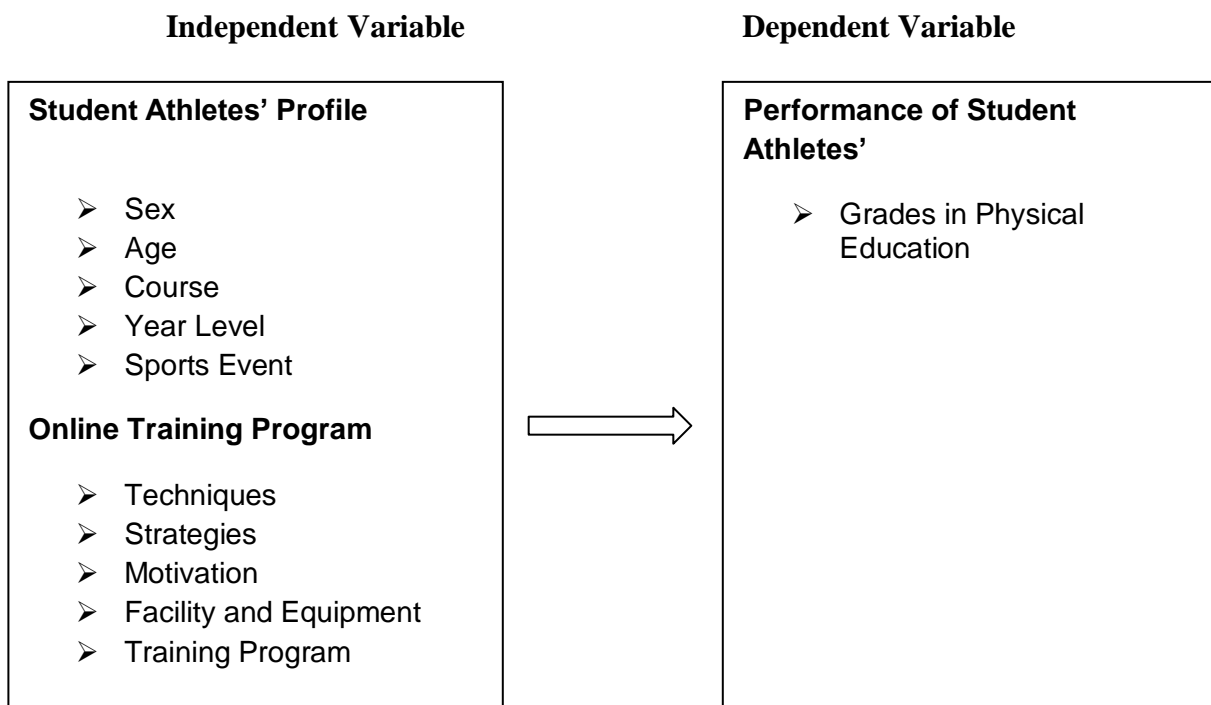 Independent Variable
Dependent Variable
Student Athletes’ Profile
➢ Sex
➢ Age
➢ Course
➢ Year Level
➢ Sports Event
Online Training Program
➢ Techniques
➢ Strategies
➢ Motivation
➢ Facility and Equipment
➢ Training Program
Performance of Student
Athletes’
➢ Grades in Physical
Education